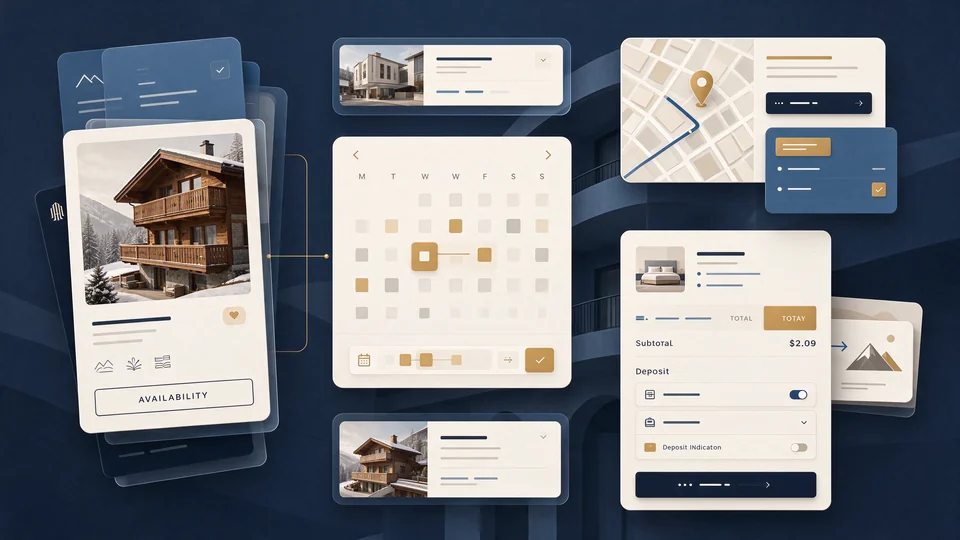 AVAILABILITY
M T W W F S S
TOTAL TOTAY
Subtotal $2.09
Deposit
Deposit INdicaton